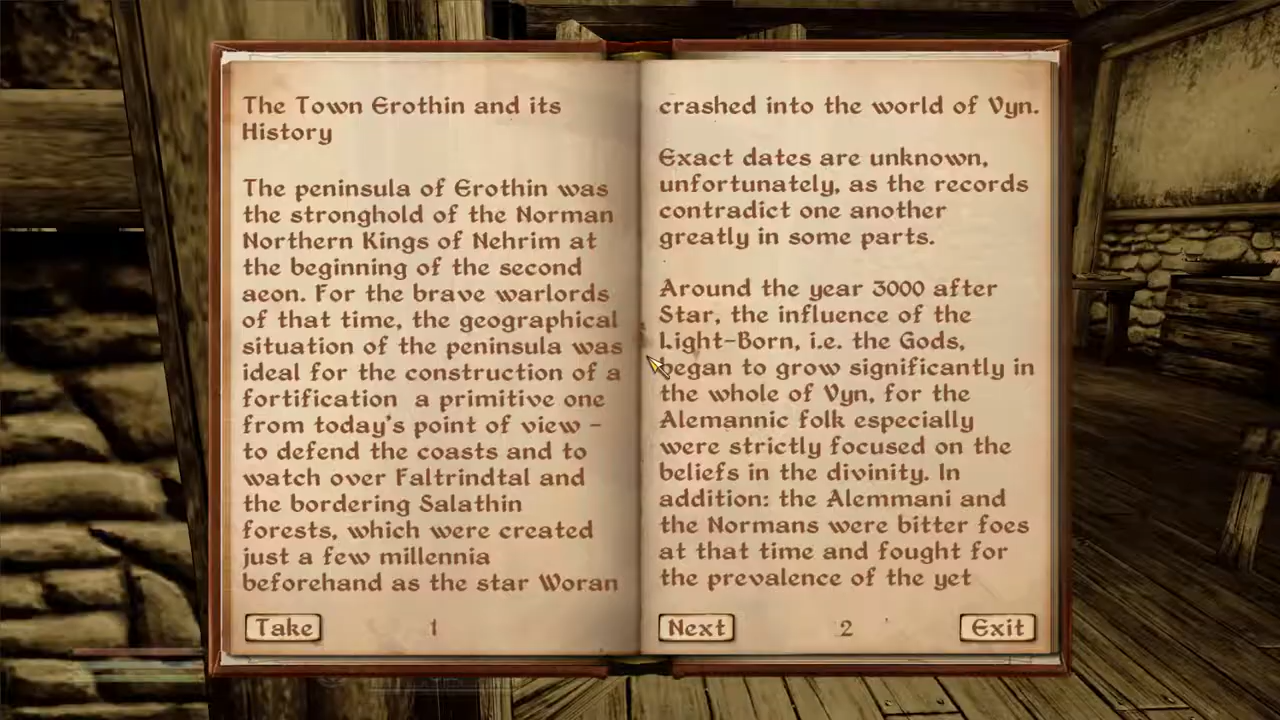 The Town Erothin and its
History
The peninsula of Erothin was
the stronghold of the Norman
Northern Kings of Nehrim at
the beginning of the second
aeon. For the brave warlords
of that time, the geographical
situation of the peninsula was
ideal for the construction of a
fortification  a primitive one
from today's point of view -
to defend the coasts and to
watch over Faltrindtal and
the bordering Salathin
forests, which were created
just a few millennia
beforehand as the star Woran
Take
1
crashed into the world of Vyn.
Exact dates are unknown,
unfortunately, as the records
contradict one another
greatly in some parts.
Around the year 3000 after
Star, the influence of the
Light-Born, i.e. the Gods,
began to grow significantly in
the whole of Vyn, for the
Alemannic folk especially
were strictly focused on the
beliefs in the divinity. In
addition: the Alemmani and
the Normans were bitter foes
at that time and fought for
the prevalence of the yet
Next
2
Exit